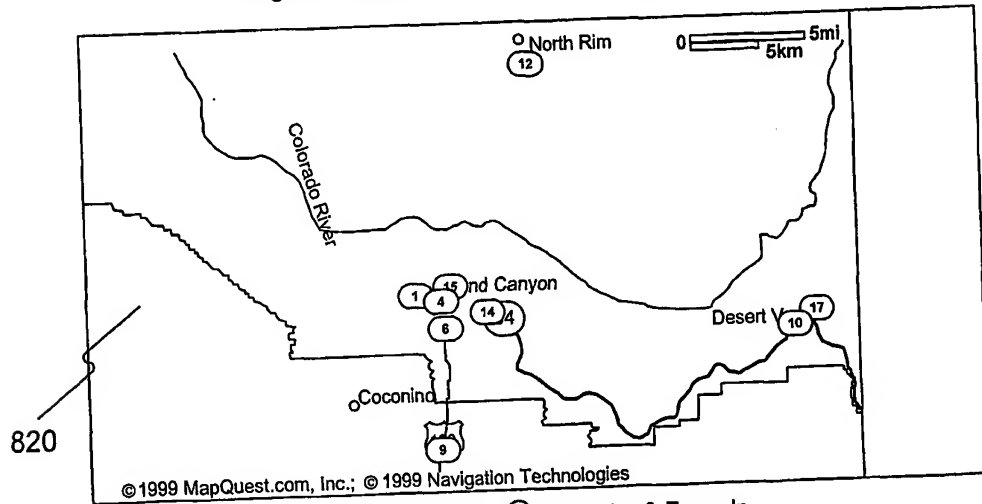 North Rim
0 5mi
5km
12
Colorado River
1
15
nd Canyon
4
14
4
6
Desert V
10
17
Coconino
9
820
©1999 MapQuest.com, Inc.; © 1999 Navigation Technologies